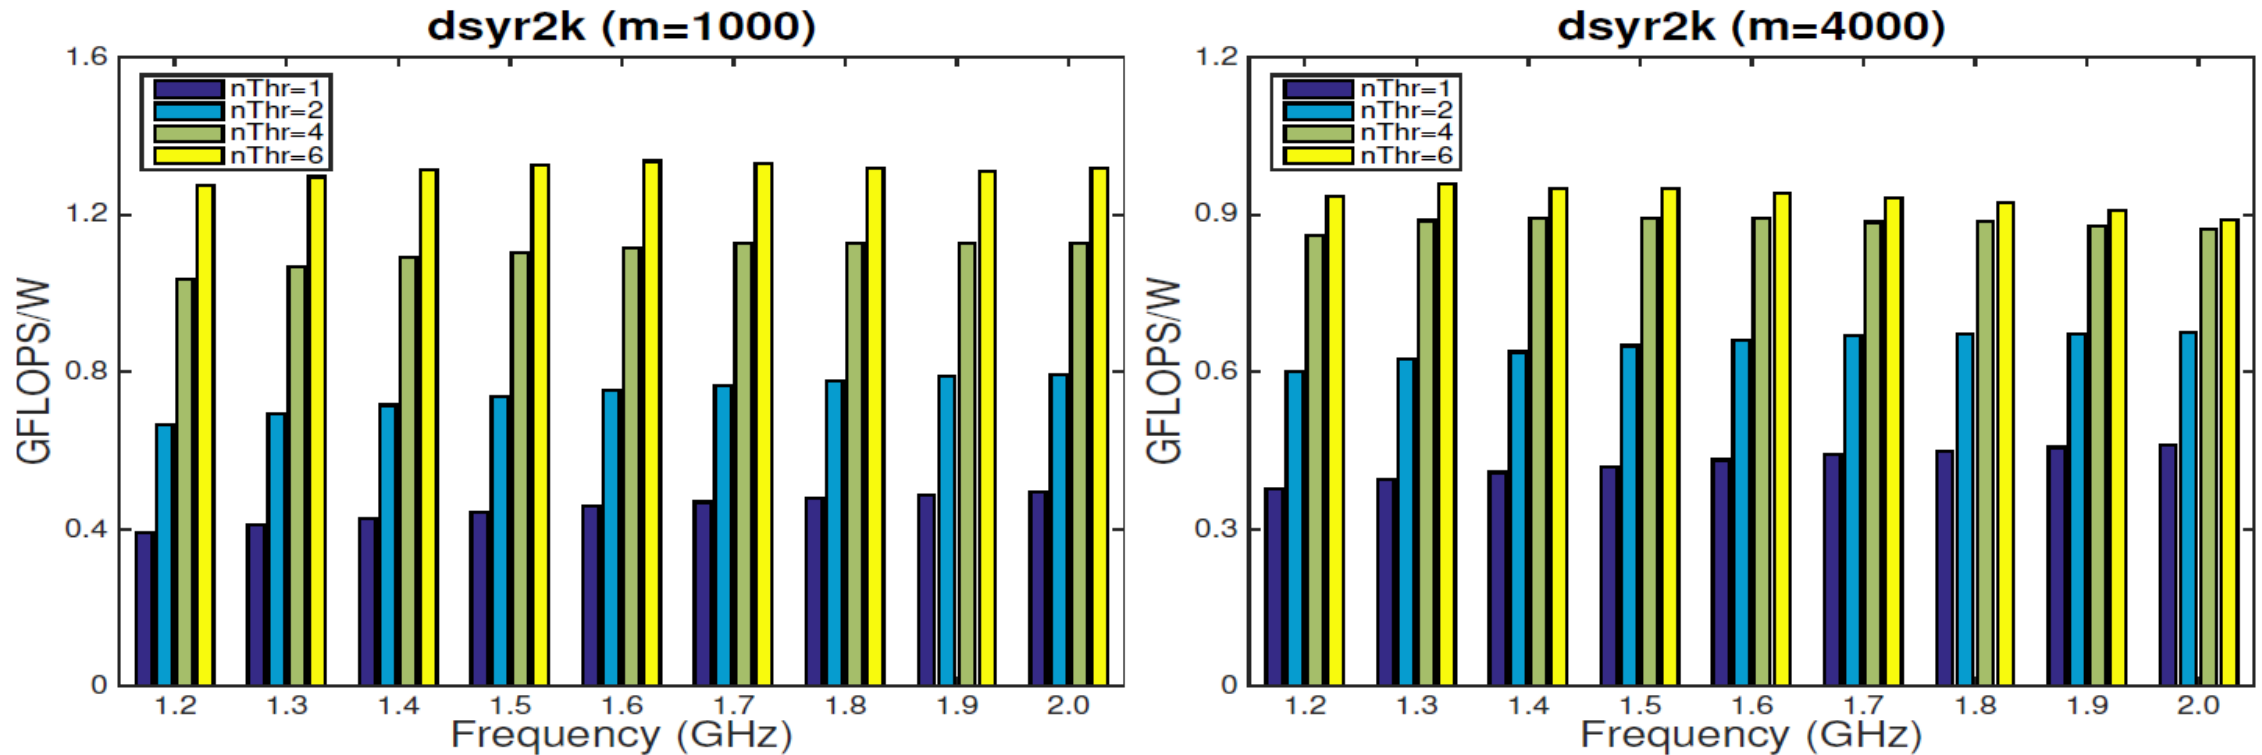 dsyr2k (m=1000)
GFLOPS/W
1.6
1.2
0.8
0.4
0
nThr=1
nThr=2
nThr=4
nThr=6
1.2 1.3 1.4 1.5 1.6 1.7 1.8 1.9 2.0
Frequency (GHz)
dsyr2k (m=4000)
GFLOPS/W
1.2
0.9
0.6
0.3
0
nThr=1
nThr=2
nThr=4
nThr=6
1.2 1.3 1.4 1.5 1.6 1.7 1.8 1.9 2.0
Frequency (GHz)